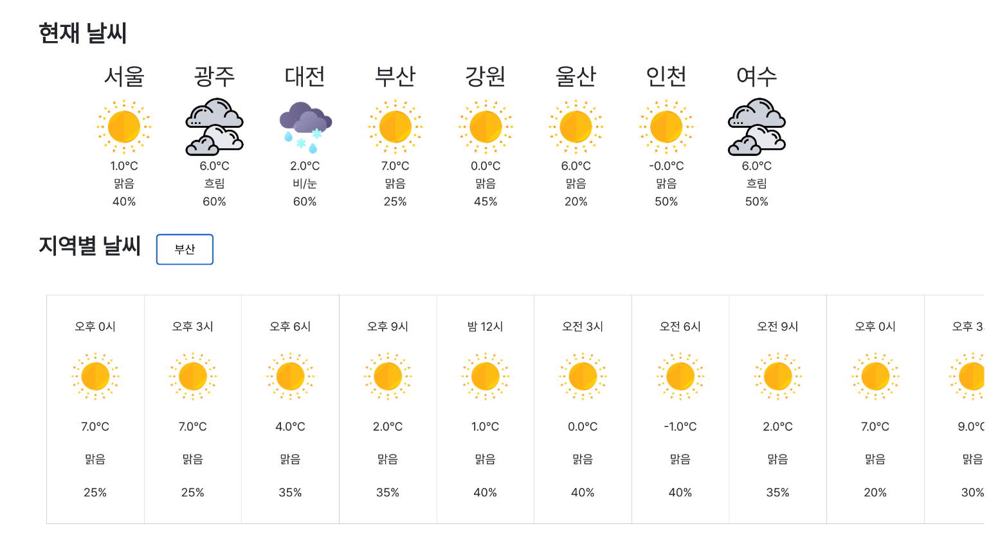 현재 날씨
서울 광주 대전 부산 강원 울산 인천 여수
1.0°C 6.0°C 2.0°C 7.0°C 0.0°C 6.0°C -0.0°C 6.0°C
맑음 흐림 비/눈 맑음 맑음 맑음 맑음 흐림
40% 60% 60% 25% 45% 20% 50% 50%
지역별 날씨 부산
오후 0시 오후 3시 오후 6시 오후 9시 밤 12시 오전 3시 오전 6시 오전 9시 오후 0시 오후 3
7.0°C 7.0°C 4.0°C 2.0°C 1.0°C 0.0°C -1.0°C 2.0°C 7.0°C 9.0°C
맑음 맑음 맑음 맑음 맑음 맑음 맑음 맑음 맑음 맑음
25% 25% 35% 35% 40% 40% 40% 35% 20% 30%